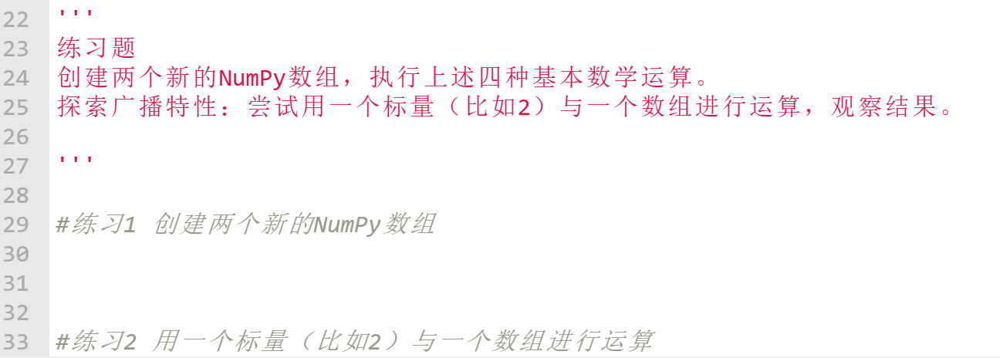 22 '''
23 练习题
24 创建两个新的NumPy数组，执行上述四种基本数学运算。
25 探索广播特性：尝试用一个标量（比如2）与一个数组进行运算，观察结果。
26
27 '''
28
29 #练习1 创建两个新的NumPy数组
30
31
32
33 #练习2 用一个标量（比如2）与一个数组进行运算